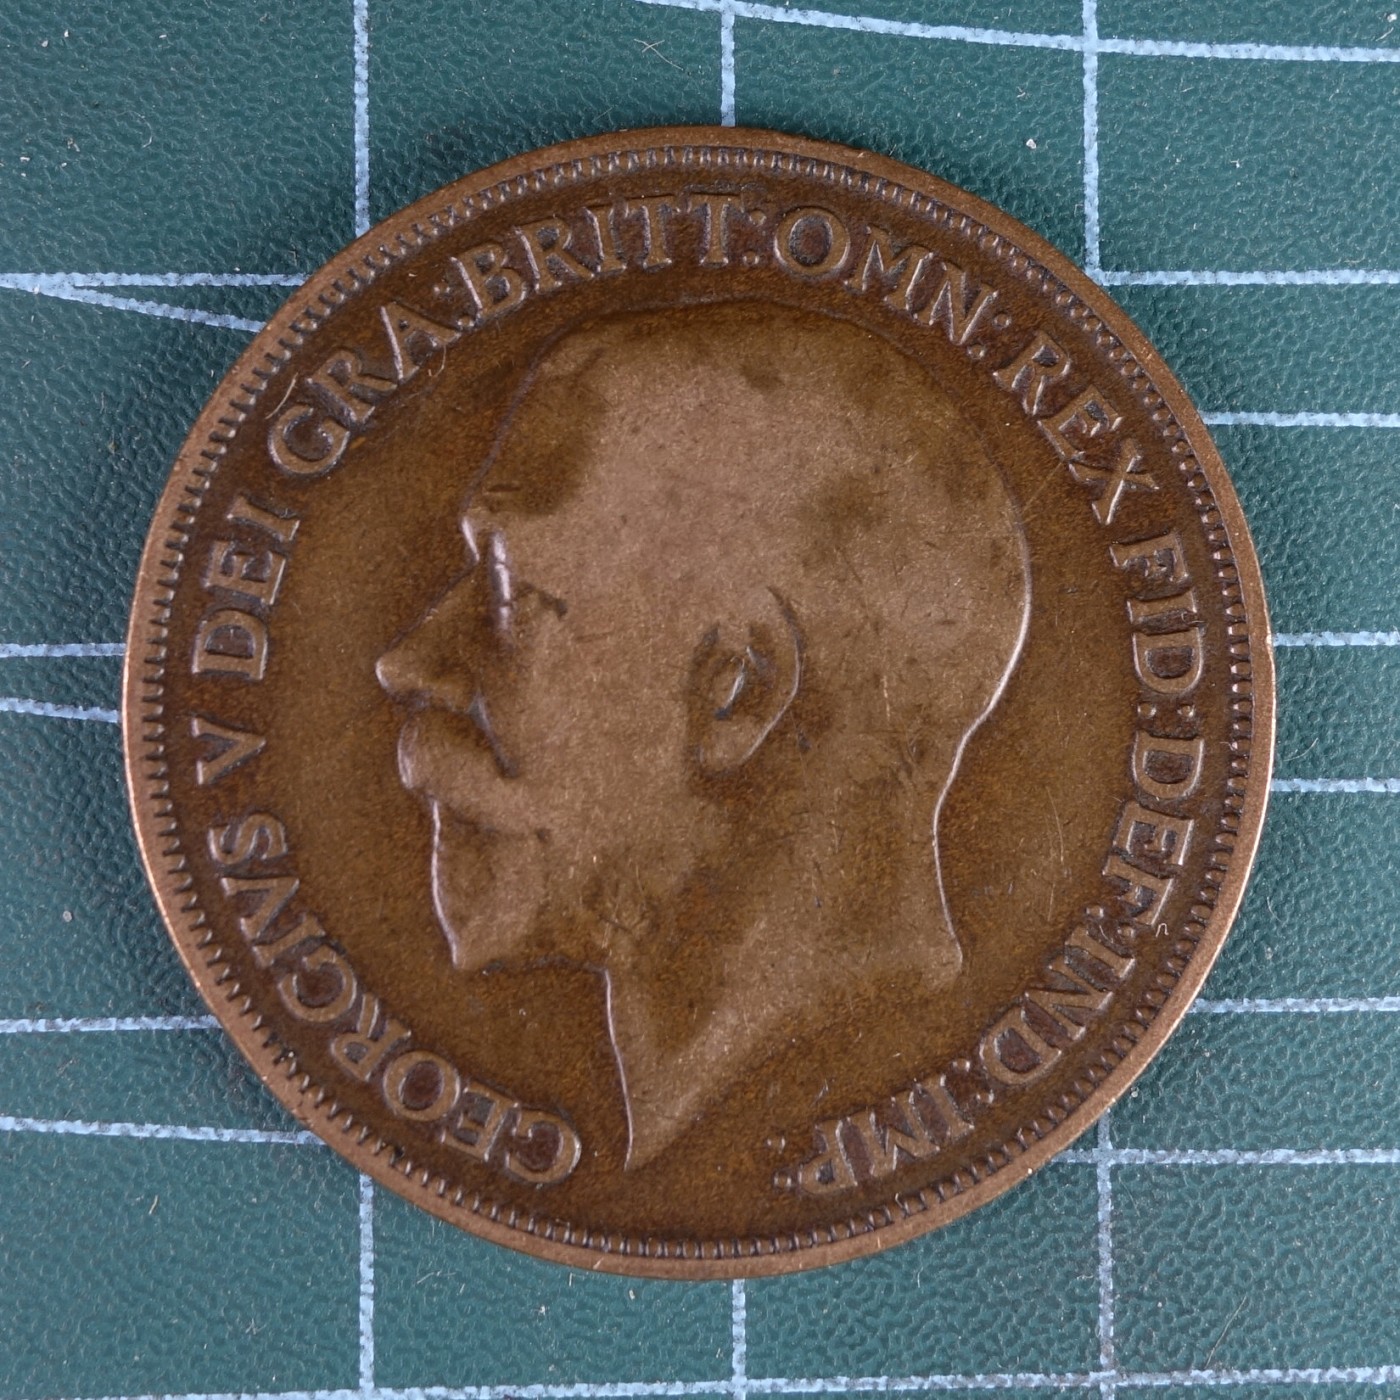 GEORGIVS V DEI GRA:BRITT:OMN:REX FID:DEF:IND:IMP: